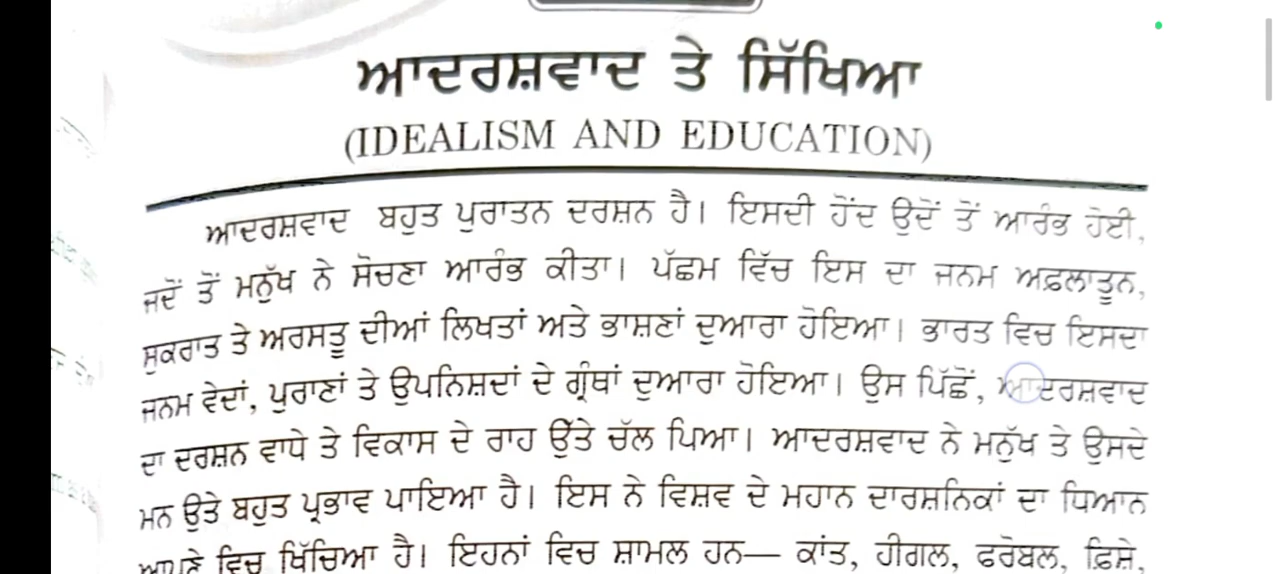 ਆਦਰਸ਼ਵਾਦ ਤੇ ਸਿੱਖਿਆ
(IDEALISM AND EDUCATION)
ਆਦਰਸ਼ਵਾਦ ਬਹੁਤ ਪੁਰਾਤਨ ਦਰਸ਼ਨ ਹੈ। ਇਸਦੀ ਹੋਂਦ ਉਦੋਂ ਤੋਂ ਆਰੰਭ ਹੋਈ,
ਜਦੋਂ ਤੋਂ ਮਨੁੱਖ ਨੇ ਸੋਚਣਾ ਆਰੰਭ ਕੀਤਾ। ਪੱਛਮ ਵਿੱਚ ਇਸ ਦਾ ਜਨਮ ਅਫ਼ਲਾਤੂਨ,
ਸੁਕਰਾਤ ਤੇ ਅਰਸਤੂ ਦੀਆਂ ਲਿਖਤਾਂ ਅਤੇ ਭਾਸ਼ਣਾਂ ਦੁਆਰਾ ਹੋਇਆ। ਭਾਰਤ ਵਿਚ ਇਸਦਾ
ਜਨਮ ਵੇਦਾਂ, ਪੁਰਾਣਾਂ ਤੇ ਉਪਨਿਸ਼ਦਾਂ ਦੇ ਗ੍ਰੰਥਾਂ ਦੁਆਰਾ ਹੋਇਆ। ਉਸ ਪਿੱਛੋਂ, ਆਦਰਸ਼ਵਾਦ
ਦਾ ਦਰਸ਼ਨ ਵਾਧੇ ਤੇ ਵਿਕਾਸ ਦੇ ਰਾਹ ਉੱਤੇ ਚੱਲ ਪਿਆ। ਆਦਰਸ਼ਵਾਦ ਨੇ ਮਨੁੱਖ ਤੇ ਉਸਦੇ
ਮਨ ਉਤੇ ਬਹੁਤ ਪ੍ਰਭਾਵ ਪਾਇਆ ਹੈ। ਇਸ ਨੇ ਵਿਸ਼ਵ ਦੇ ਮਹਾਨ ਦਾਰਸ਼ਨਿਕਾਂ ਦਾ ਧਿਆਨ
ਆਪਣੇ ਵਿਚ ਖਿੱਚਿਆ ਹੈ। ਇਹਨਾਂ ਵਿਚ ਸ਼ਾਮਲ ਹਨ— ਕਾਂਤ, ਹੀਗਲ, ਫਰੋਬਲ, ਫ਼ਿਸ਼ੇ,